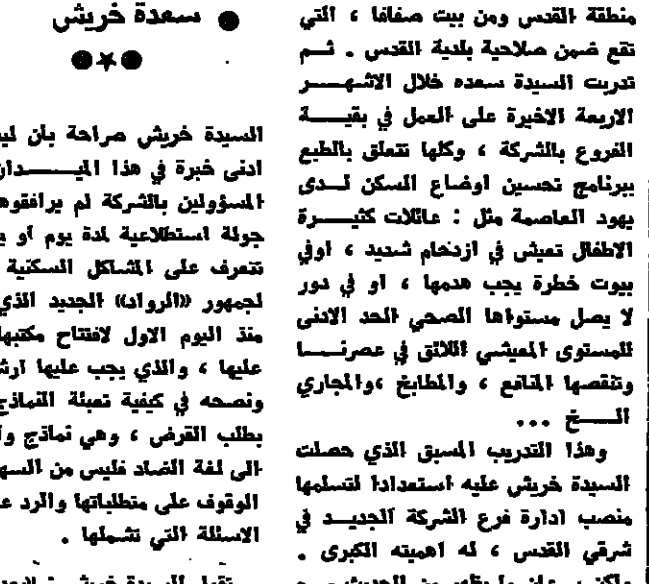 منطقة القدس ومن بيت صفافا ، التي
تقع ضمن صلاحية بلدية القدس . ثم
تدربت السيدة سعده خلال الاشهر
الاربعة الاخيرة على العمل في بقية
الفروع بالشركة ، وكلها تتعلق بالطبع
ببرنامج تحسين اوضاع السكن لدى
يهود العاصمة مثل : عائلات كثيرة
الاطفال تعيش في ازدحام شديد ، اوفي
بيوت خطرة يجب هدمها ، او في دور
لا يصل مستواها الصحي الحد الادنى
للمستوى المعيشي اللائق في عصرنا
وتنقصها المنافع ، والمطابخ ،والمجاري
الخ ...
وهذا التدريب المسبق الذي حصلت
السيدة خريش عليه استعدادا لتسلمها
منصب ادارة فرع الشركة الجديد في
شرقي القدس ، له اهميته الكبرى .
● سعدة خريش
السيدة خريش صراحة بان
ادنى خبرة في هذا الميدان
المسؤولين بالشركة لم
جولة استطلاعية لمدة يوم أو
تتعرف على المشاكل السكنية
لجمهور «الرواد» الجديد الذي
منذ اليوم الاول لافتتاح
عليها ، والذي يجب عليها
ونصحه في كيفية تعبئة النماذج
بطلب القرض ، وهي نماذج
الى لغة الضاد فليس من
الوقوف على متطلباتها والرد
الاسئلة التي تشملها .